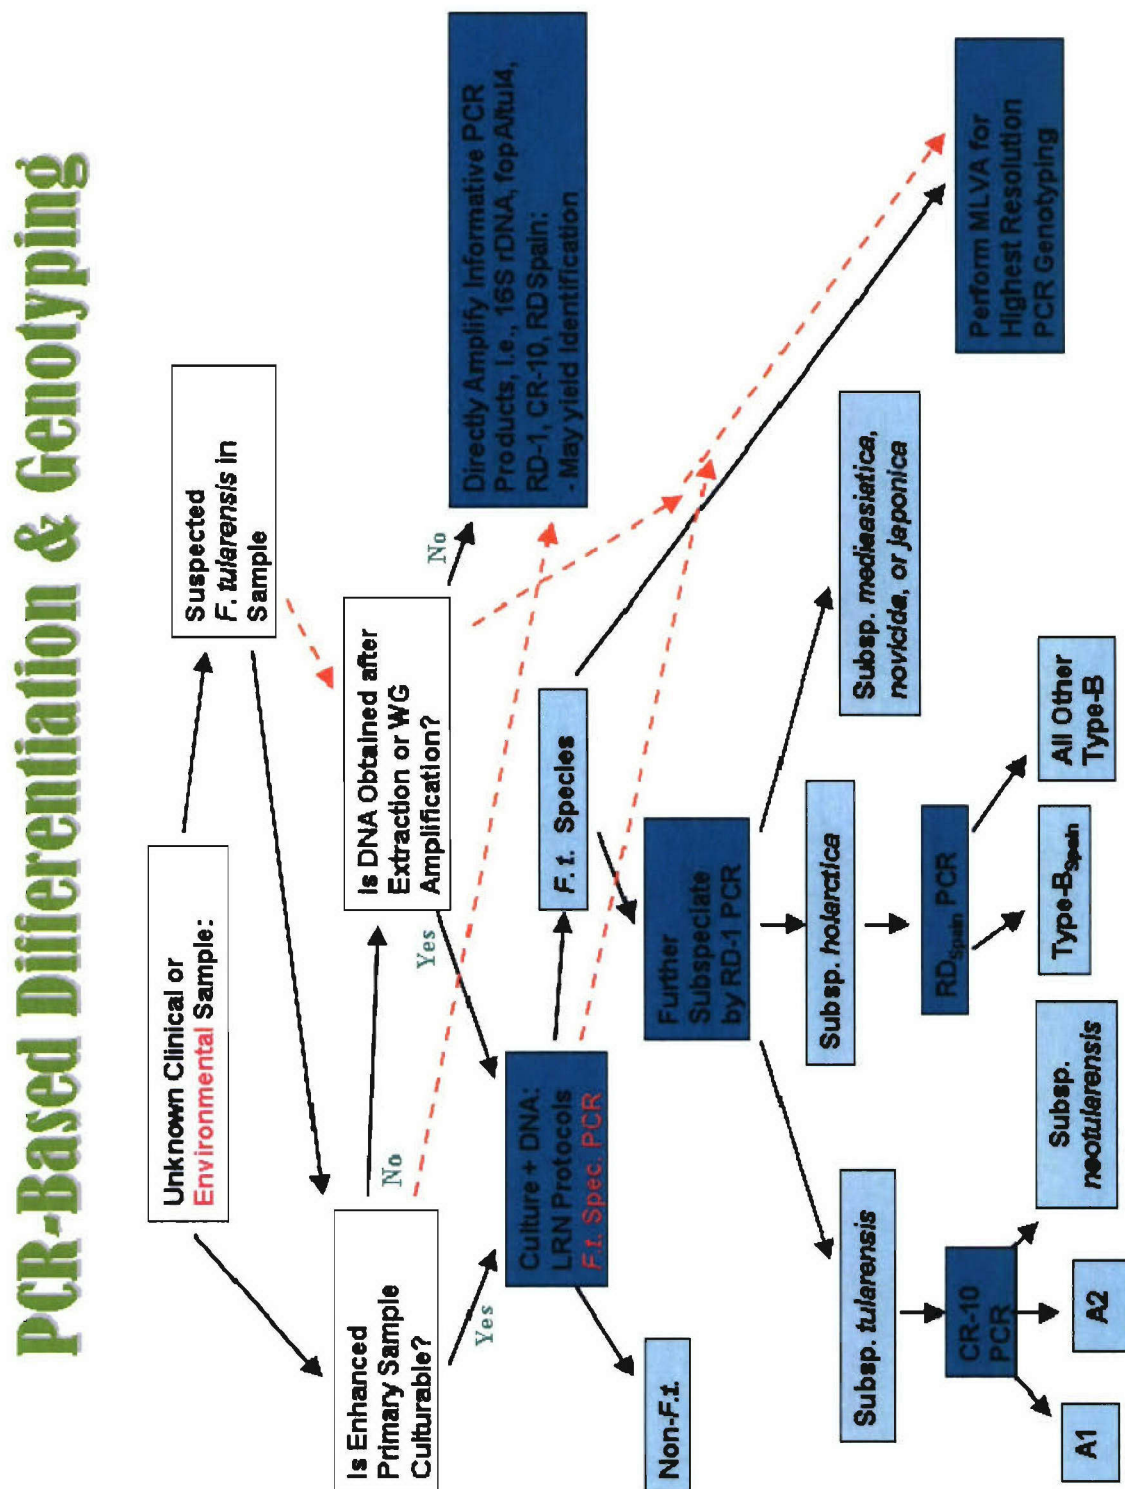 PCR-Based Differentiation & Genotyping
Unknown Clinical or
Environmental Sample:
Suspected
F. tularensis in
Sample
Is Enhanced
Primary Sample
Culturable?
No
Yes
Is DNA Obtained after
Extraction or WG
Amplification?
Yes
No
Directly Amplify Informative PCR
Products, i.e., 16S rDNA, fopA/tul4,
RD-1, CR-10, RDSpain:
- May yield Identification
Culture + DNA:
LRN Protocols
F.t. Spec. PCR
F. t. Species
Non-F.t.
Further
Subspeciate
by RD-1 PCR
Subsp. tularensis
Subsp. holarctica
Subsp. mediasiatica,
novicida, or japonica
Perform MLVA for
Highest Resolution
PCR Genotyping
CR-10
PCR
RDSpain PCR
A1
A2
Subsp.
neotularensis
Type-BSpain
All Other
Type-B